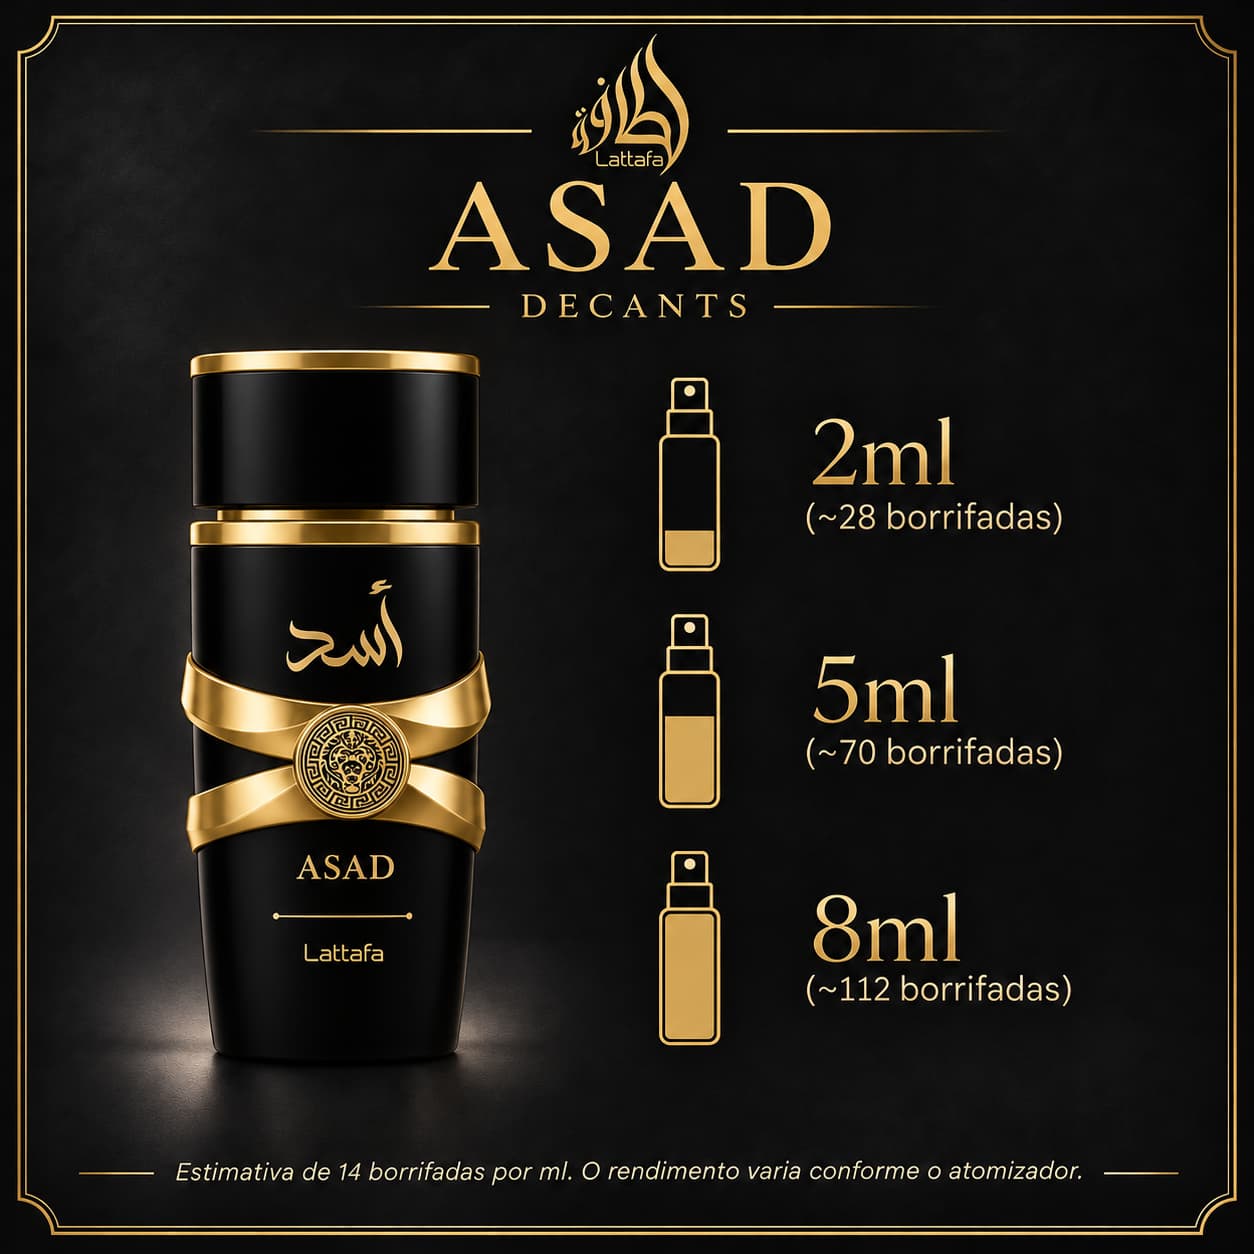 لطافة
Lattafa
ASAD
DECANTS
أسد
ASAD
Lattafa
2ml
(~28 borrifadas)
5ml
(~70 borrifadas)
8ml
(~112 borrifadas)
Estimativa de 14 borrifadas por ml. O rendimento varia conforme o atomizador.